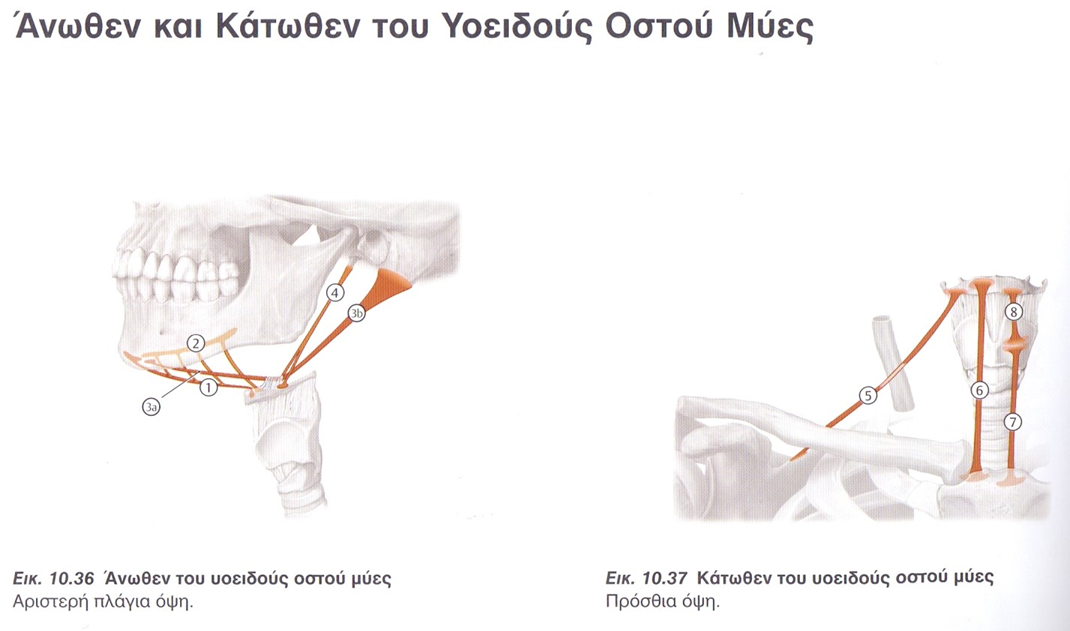 Άνωθεν και Κάτωθεν του Υοειδούς Οστού Μύες
4
3b
2
1
3a
8
5
6
7
Εικ. 10.36 Άνωθεν του υοειδούς οστού μύες
Αριστερή πλάγια όψη.
Εικ. 10.37 Κάτωθεν του υοειδούς οστού μύες
Πρόσθια όψη.